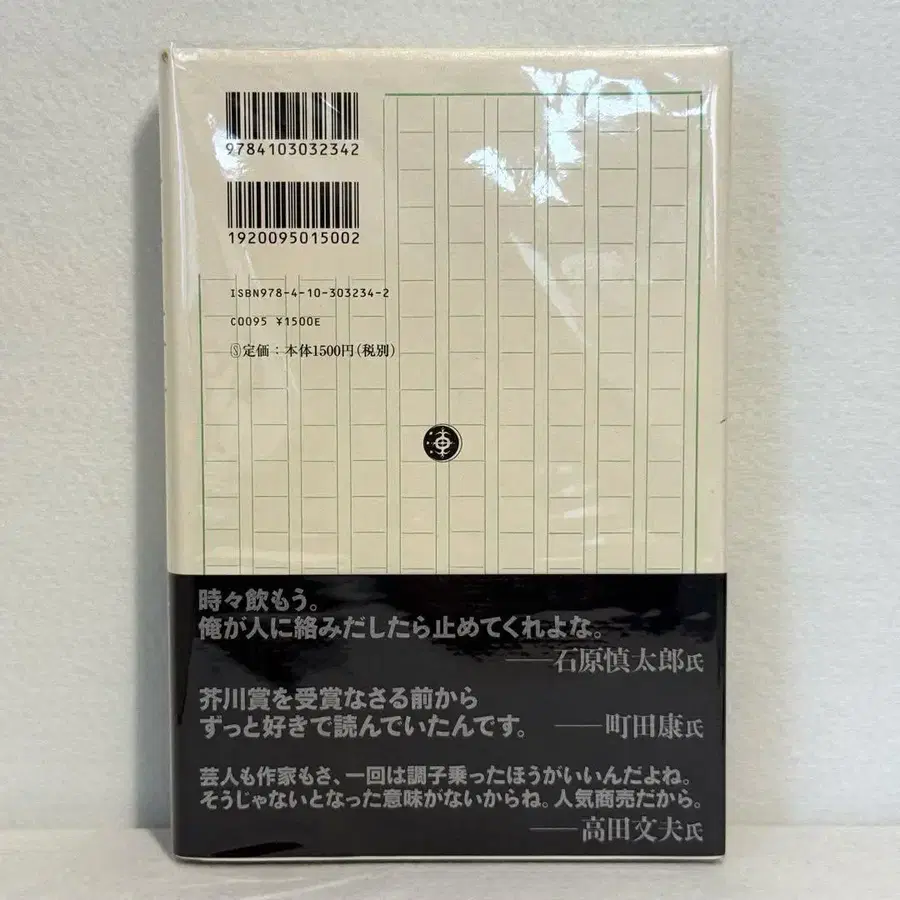 9784103032342
1920095015002
ISBN978-4-10-303234-2
C0095 ¥1500E
Ⓢ定価：本体1500円（税別）
時々飲もう。
俺が人に絡みだしたら止めてくれよな。
──石原慎太郎氏
芥川賞を受賞なさる前から
ずっと好きで読んでいたんです。 ──町田康氏
芸人も作家もさ、一回は調子乗ったほうがいいんだよね。
そうじゃないとなった意味がないからね。人気商売だから。
──高田文夫氏